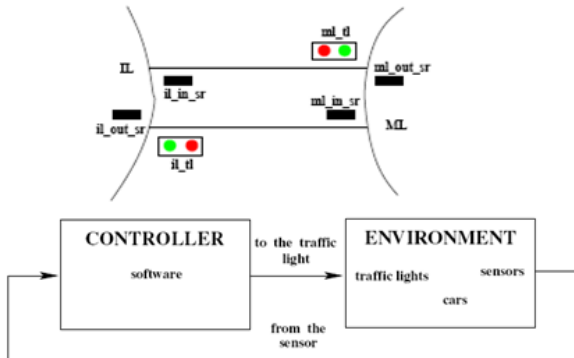 ml_tl
IL
ml_out_sr
il_in_sr
ml_in_sr
il_out_sr
ML
il_tl
CONTROLLER
software
to the traffic
light
ENVIRONMENT
traffic lights
sensors
cars
from the
sensor